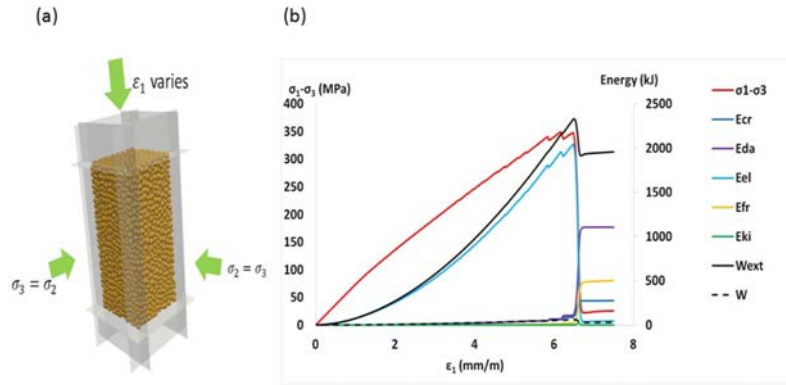 (a)
(b)
ε₁ varies
σ₃ = σ₂
σ₂ = σ₃
σ₁-σ₃ (MPa)
Energy (kJ)
400
350
300
250
200
150
100
50
0
2500
2000
1500
1000
500
0
0
2
4
6
8
ε₁ (mm/m)
σ1-σ3
Ecr
Eda
Eel
Efr
Eki
Wext
W